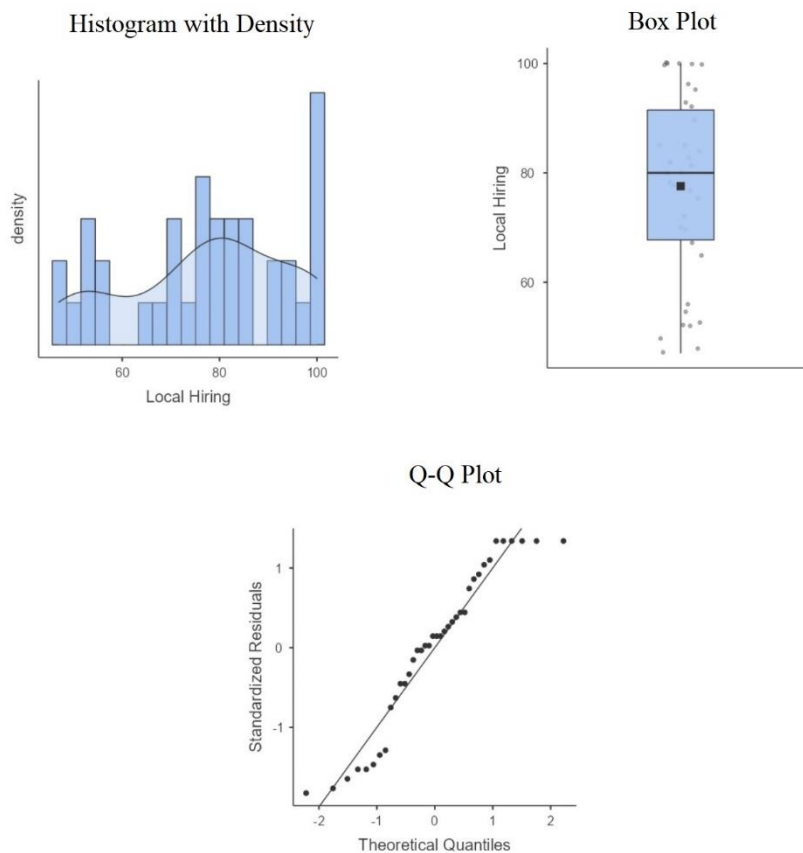 Histogram with Density
density
60
80
100
Local Hiring
Box Plot
Local Hiring
100
80
60
Q-Q Plot
Standardized Residuals
1
0
-1
-2
-1
0
1
2
Theoretical Quantiles